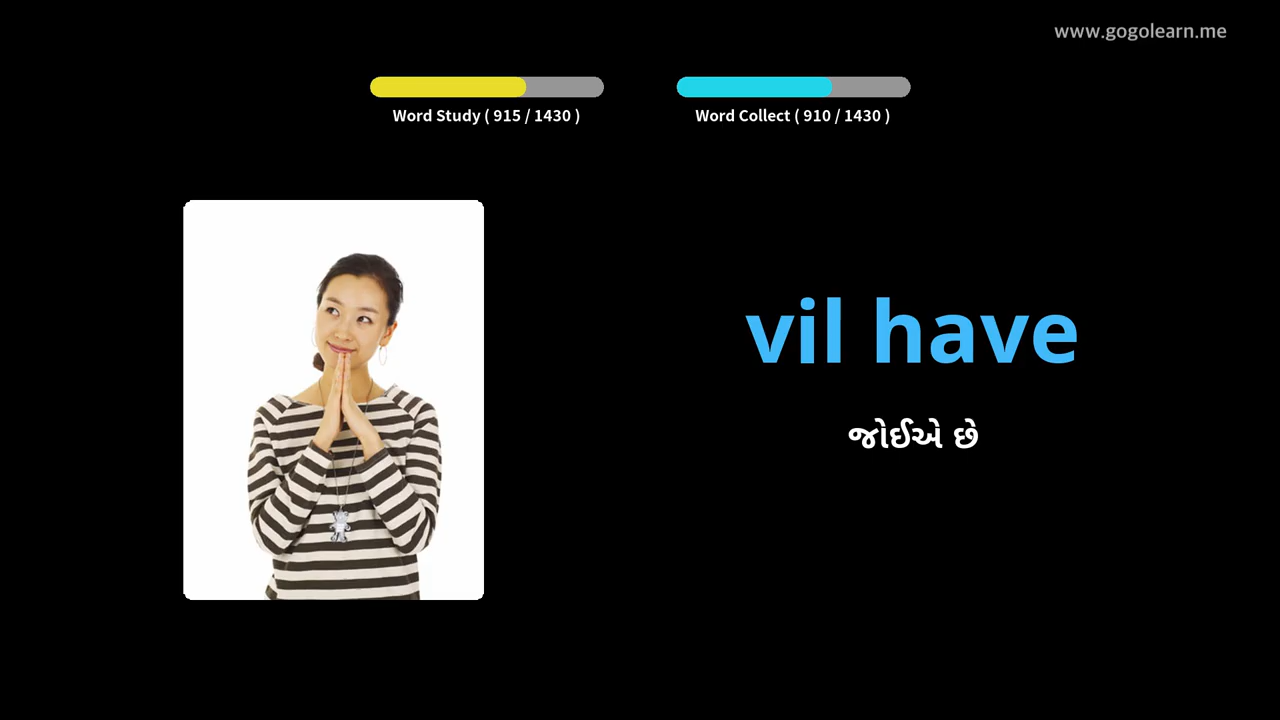 www.gogolearn.me
Word Study ( 915 / 1430 )
Word Collect ( 910 / 1430 )
vil have
જોઈએ છે